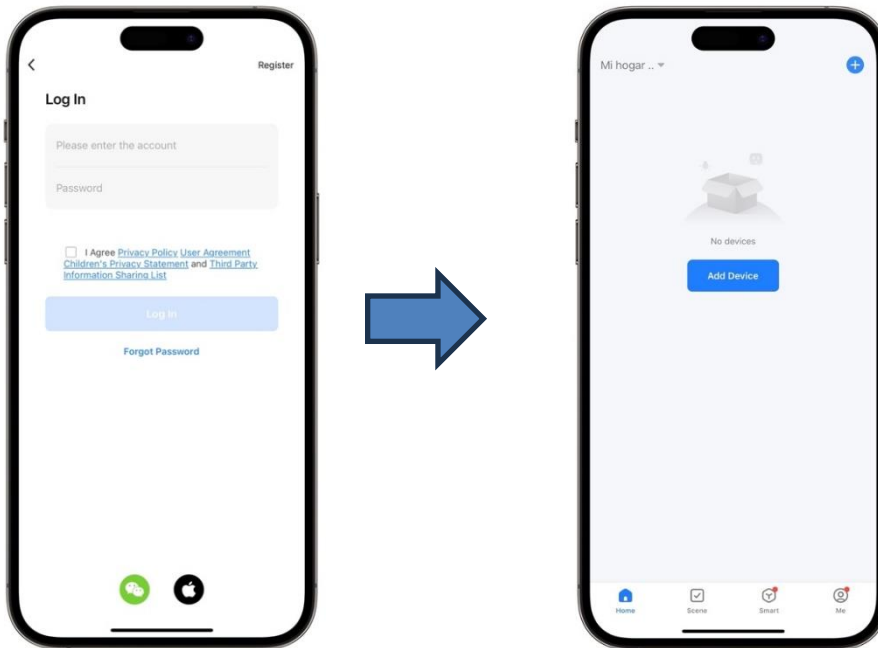 Register
Log In
Please enter the account
Password
I Agree Privacy Policy User Agreement
Children's Privacy Statement and Third Party
Information Sharing List
Log In
Forgot Password
Mi hogar ..
No devices
Add Device
Home
Scene
Smart
Me